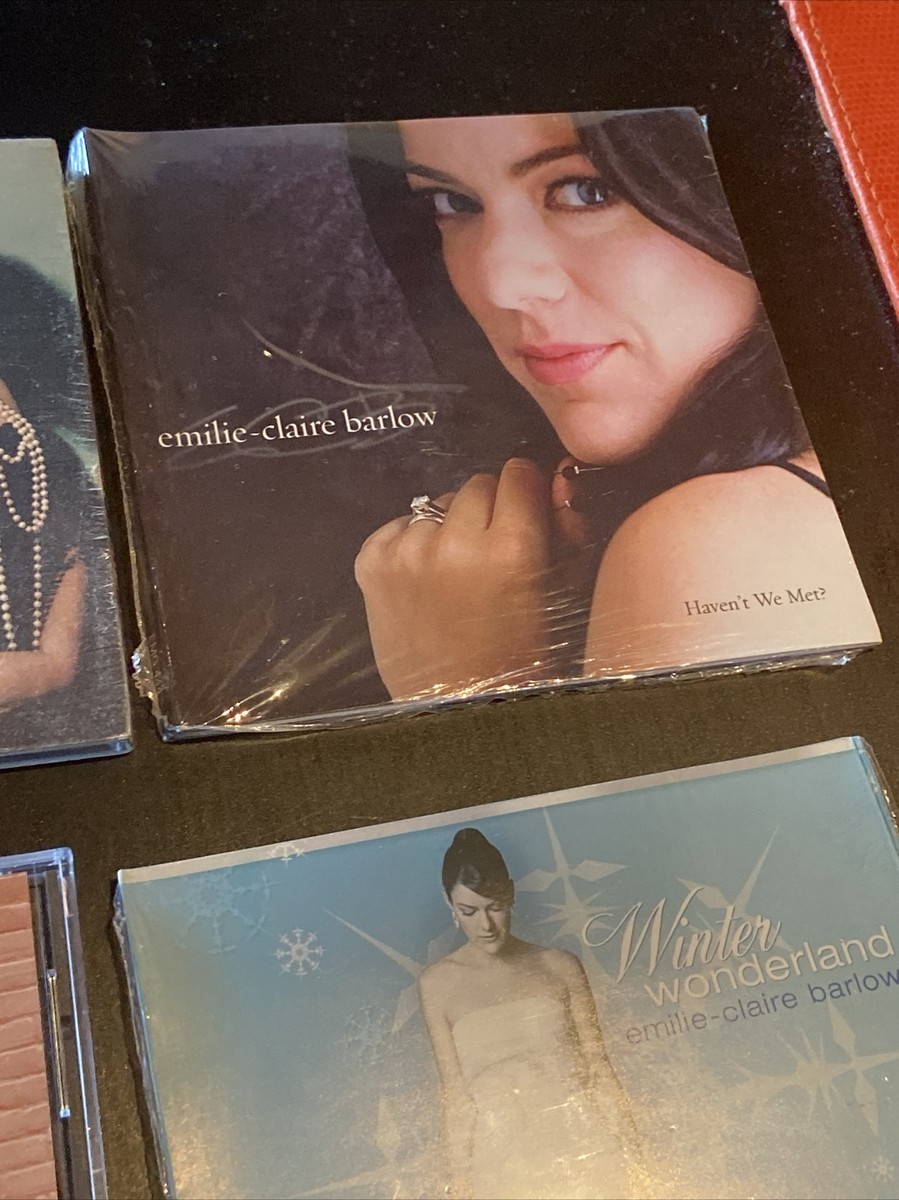 emilie-claire barlow
Haven't We Met?
Winter
wonderland
emilie-claire barlow